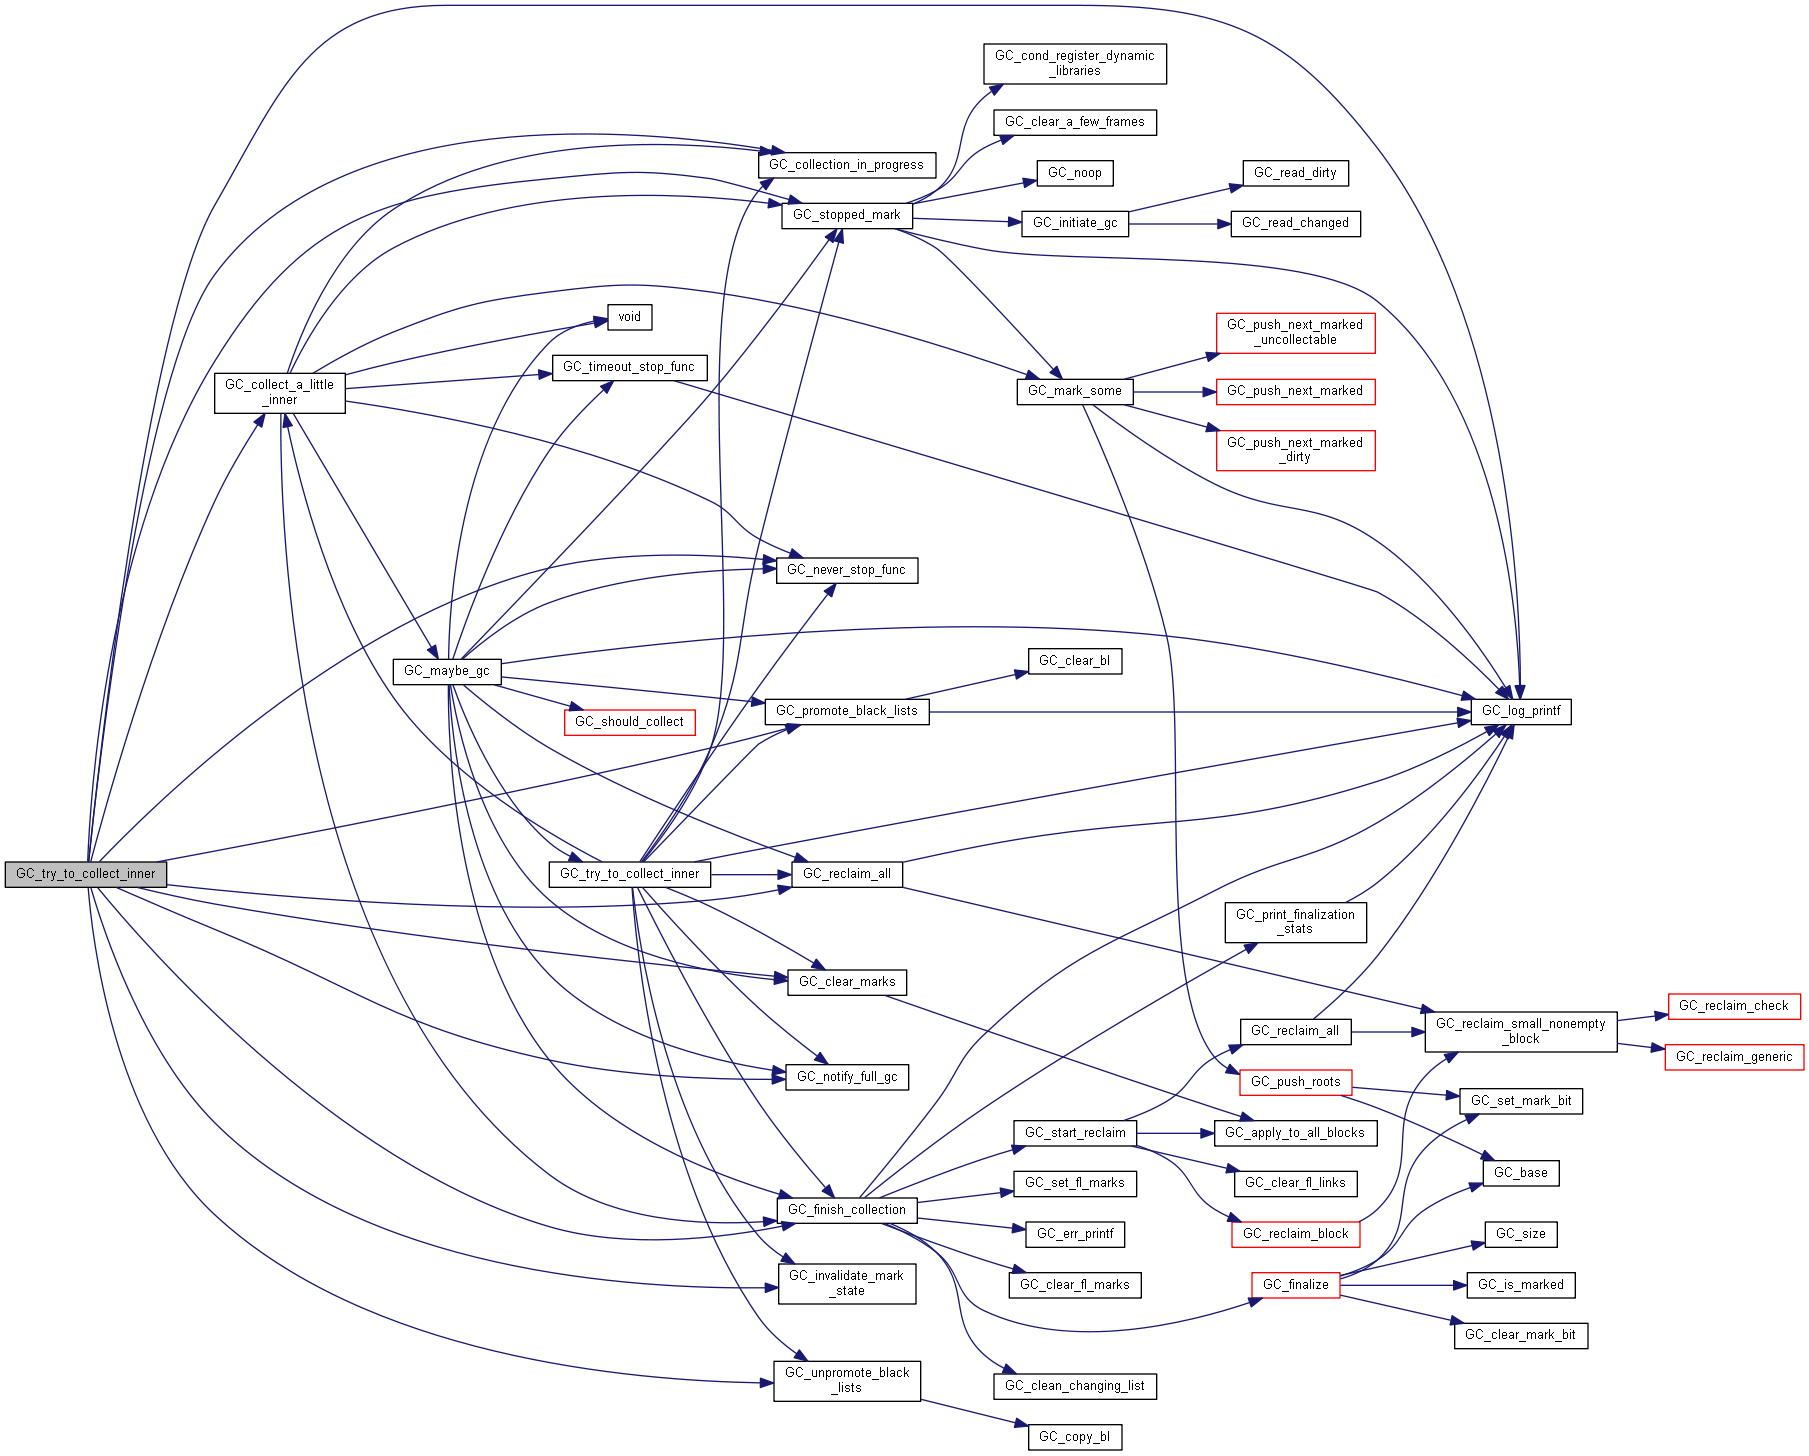 GC_cond_register_dynamic
_libraries
GC_clear_a_few_frames
GC_collection_in_progress
GC_noop
GC_read_dirty
GC_stopped_mark
GC_initiate_gc
GC_read_changed
void
GC_push_next_marked
_uncollectable
GC_timeout_stop_func
GC_collect_a_little
_inner
GC_mark_some
GC_push_next_marked
GC_push_next_marked
_dirty
GC_never_stop_func
GC_maybe_gc
GC_clear_bl
GC_should_collect
GC_promote_black_lists
GC_log_printf
GC_try_to_collect_inner
GC_try_to_collect_inner
GC_reclaim_all
GC_print_finalization
_stats
GC_clear_marks
GC_reclaim_check
GC_reclaim_all
GC_reclaim_small_nonempty
_block
GC_reclaim_generic
GC_notify_full_gc
GC_push_roots
GC_set_mark_bit
GC_start_reclaim
GC_apply_to_all_blocks
GC_base
GC_set_fl_marks
GC_clear_fl_links
GC_finish_collection
GC_err_printf
GC_reclaim_block
GC_size
GC_invalidate_mark
_state
GC_clear_fl_marks
GC_finalize
GC_is_marked
GC_clear_mark_bit
GC_unpromote_black
_lists
GC_clean_changing_list
GC_copy_bl